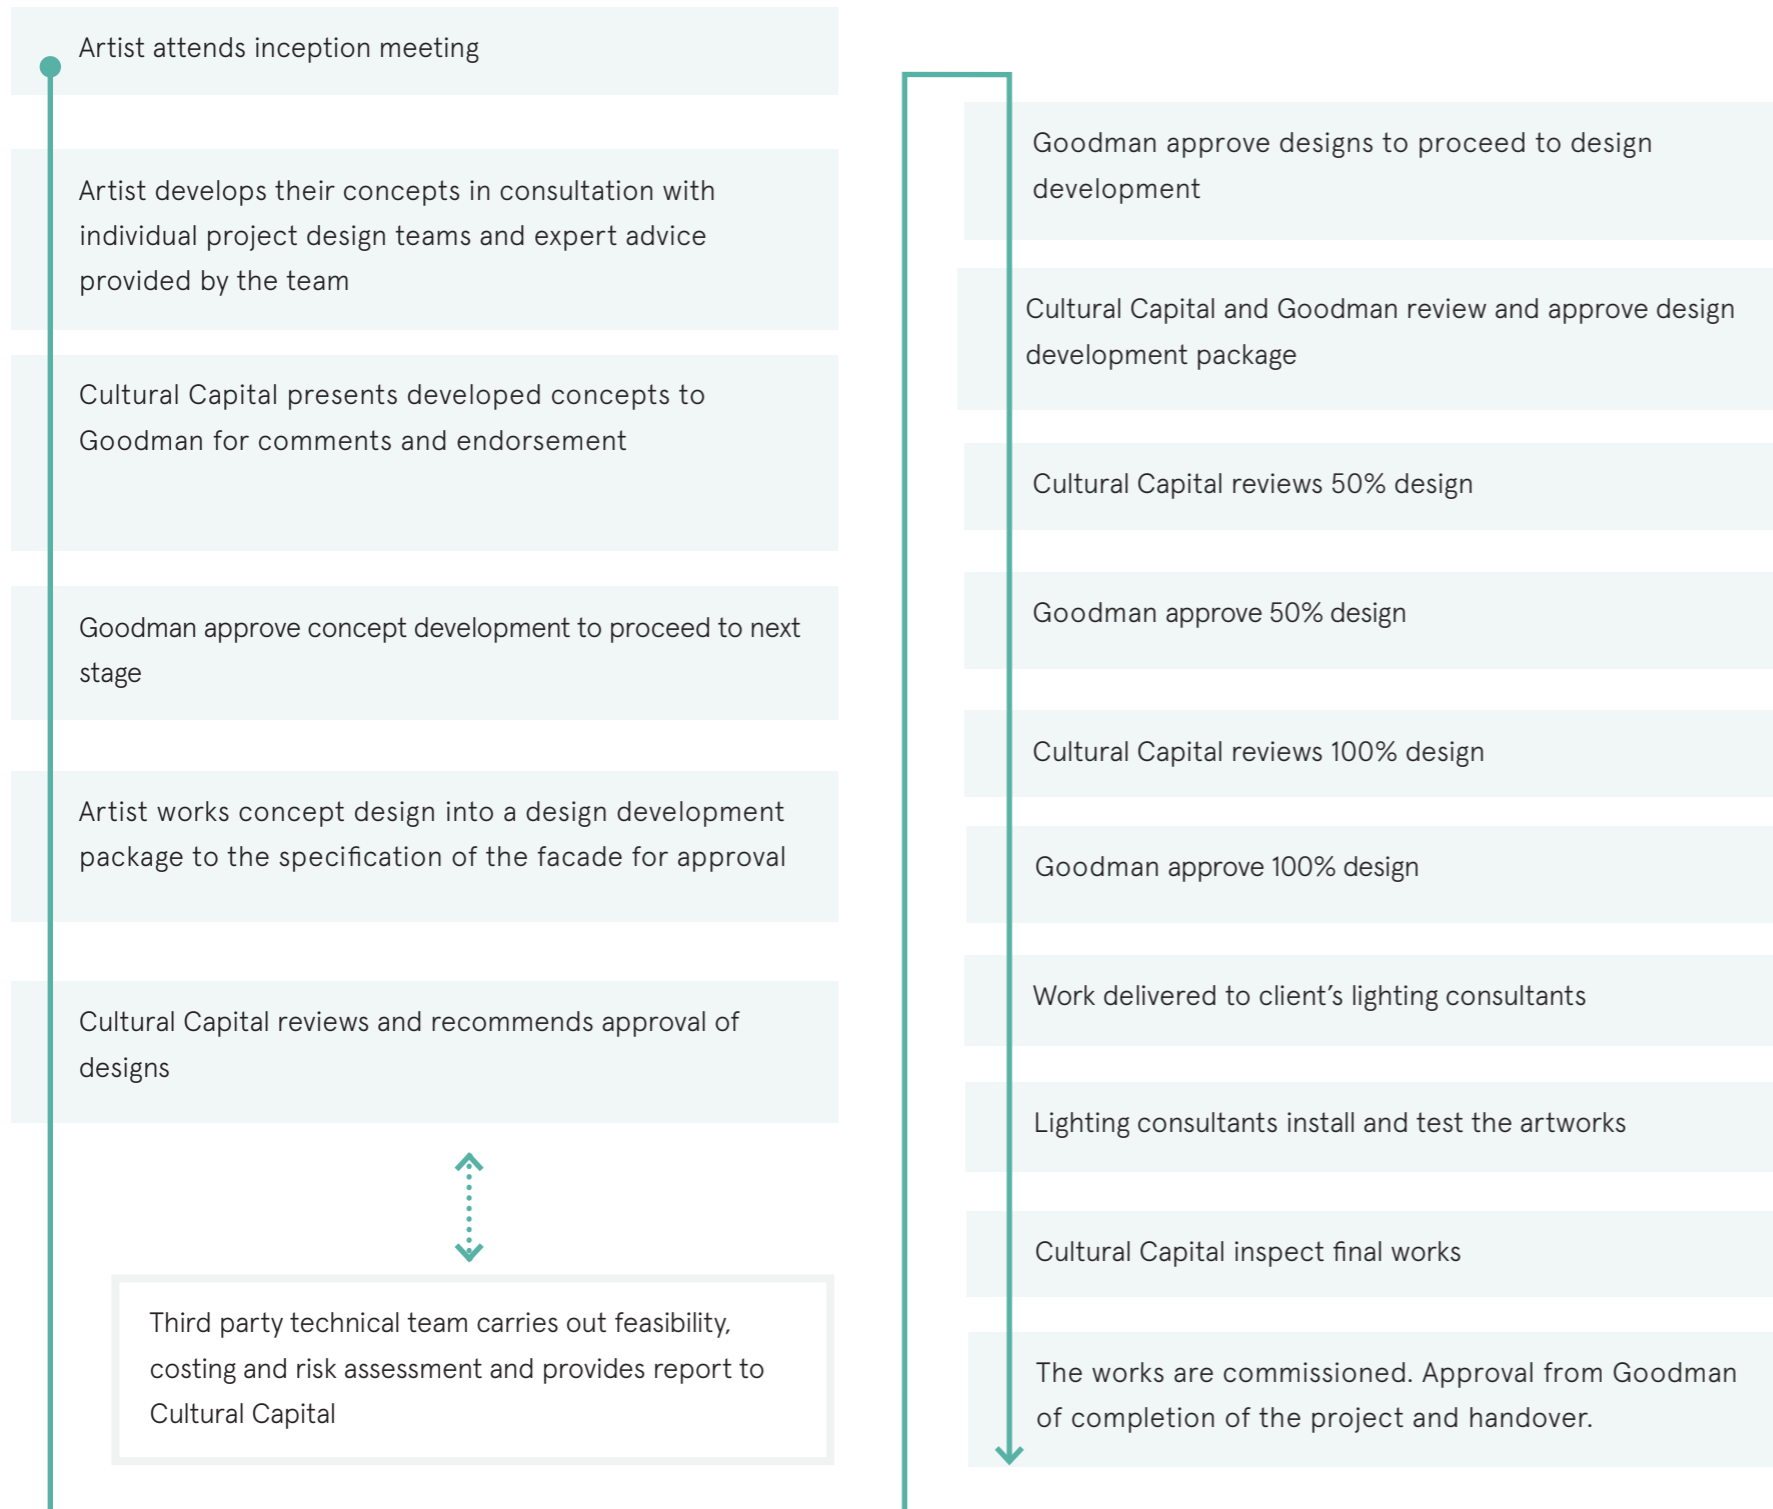 Artist attends inception meeting
Artist develops their concepts in consultation with
individual project design teams and expert advice
provided by the team
Cultural Capital presents developed concepts to
Goodman for comments and endorsement
Goodman approve concept development to proceed to next
stage
Artist works concept design into a design development
package to the specification of the facade for approval
Cultural Capital reviews and recommends approval of
designs
Third party technical team carries out feasibility,
costing and risk assessment and provides report to
Cultural Capital
Goodman approve designs to proceed to design
development
Cultural Capital and Goodman review and approve design
development package
Cultural Capital reviews 50% design
Goodman approve 50% design
Cultural Capital reviews 100% design
Goodman approve 100% design
Work delivered to client’s lighting consultants
Lighting consultants install and test the artworks
Cultural Capital inspect final works
The works are commissioned. Approval from Goodman
of completion of the project and handover.